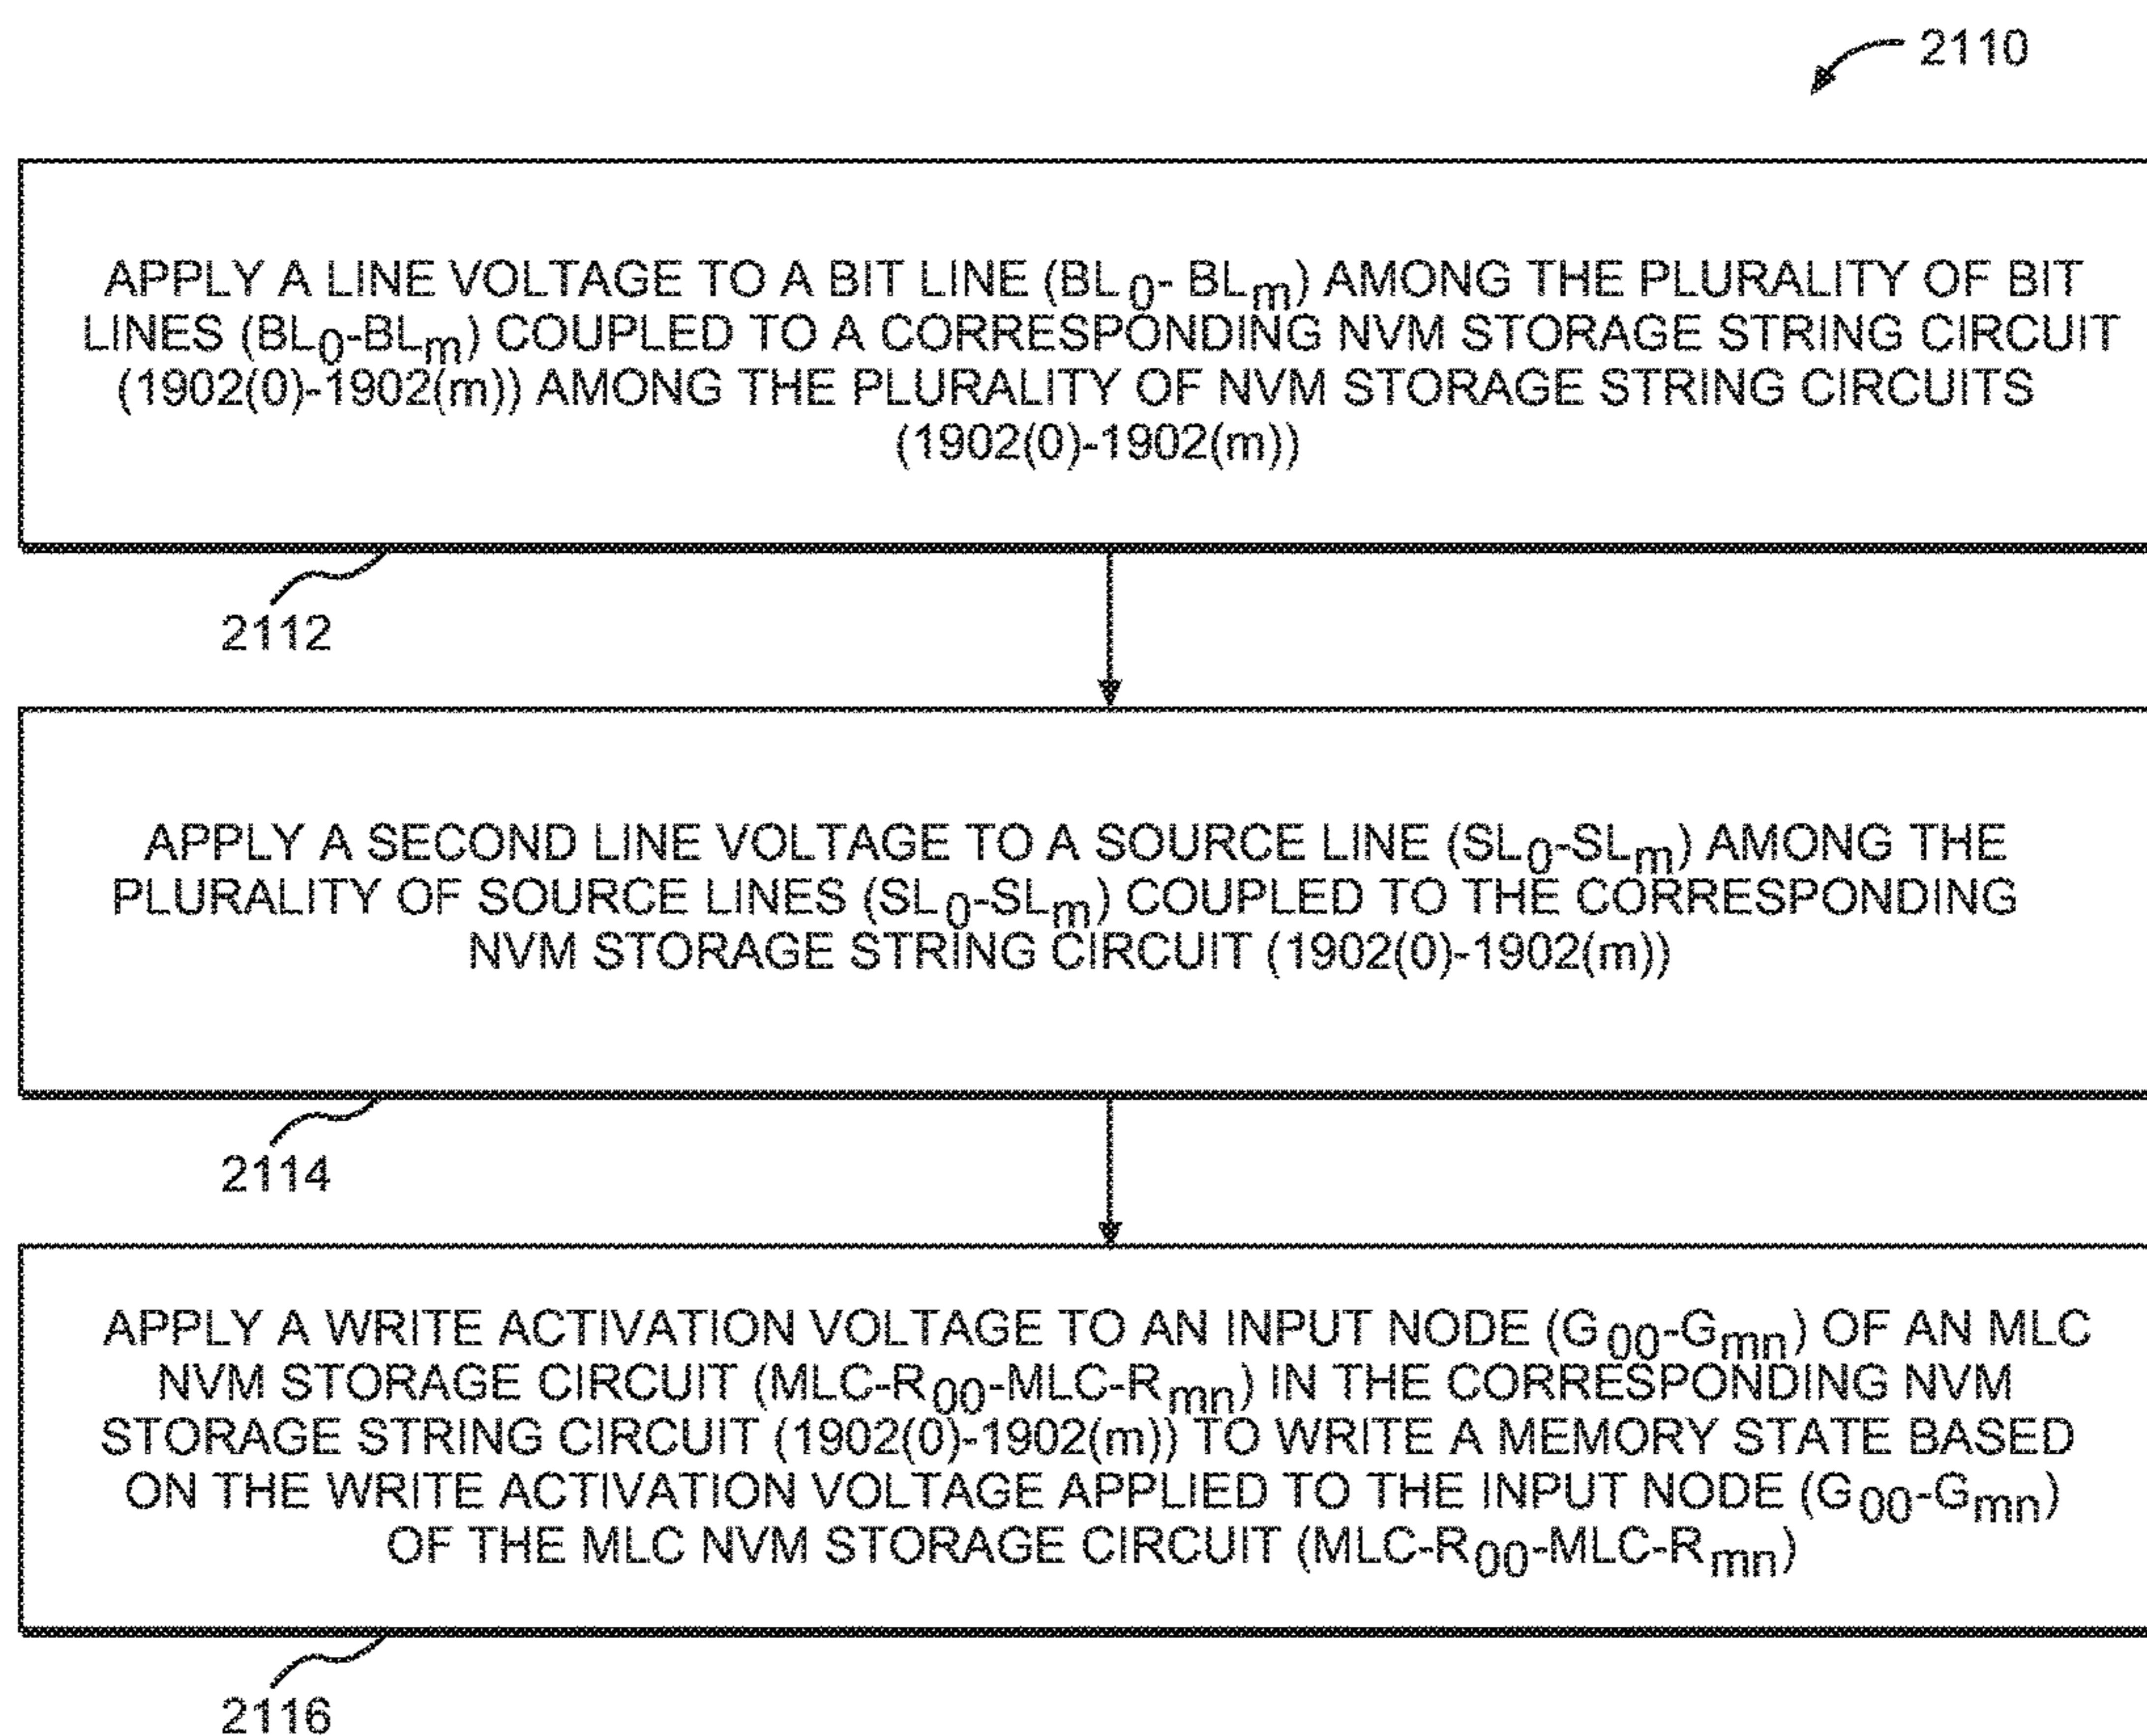 2110
APPLY A LINE VOLTAGE TO A BIT LINE (BL0- BLm) AMONG THE PLURALITY OF BIT
LINES (BL0-BLm) COUPLED TO A CORRESPONDING NVM STORAGE STRING CIRCUIT
(1902(0)-1902(m)) AMONG THE PLURALITY OF NVM STORAGE STRING CIRCUITS
(1902(0)-1902(m))
2112
APPLY A SECOND LINE VOLTAGE TO A SOURCE LINE (SL0-SLm) AMONG THE
PLURALITY OF SOURCE LINES (SL0-SLm) COUPLED TO THE CORRESPONDING
NVM STORAGE STRING CIRCUIT (1902(0)-1902(m))
2114
APPLY A WRITE ACTIVATION VOLTAGE TO AN INPUT NODE (G00-Gmn) OF AN MLC
NVM STORAGE CIRCUIT (MLC-R00-MLC-Rmn) IN THE CORRESPONDING NVM
STORAGE STRING CIRCUIT (1902(0)-1902(m)) TO WRITE A MEMORY STATE BASED
ON THE WRITE ACTIVATION VOLTAGE APPLIED TO THE INPUT NODE (G00-Gmn)
OF THE MLC NVM STORAGE CIRCUIT (MLC-R00-MLC-Rmn)
2116